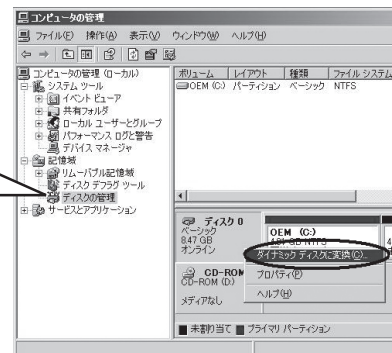 コンピュータの管理
ファイル(F) 操作(A) 表示(V) ウィンドウ(W) ヘルプ(H)
コンピュータの管理 (ローカル)
システム ツール
イベント ビューア
共有フォルダ
ローカル ユーザーとグループ
パフォーマンス ログと警告
デバイス マネージャ
記憶域
リムーバブル記憶域
ディスク デフラグ ツール
ディスクの管理
サービスとアプリケーション
ボリューム レイアウト 種類 ファイル システム
OEM (C:) パーティション ベーシック NTFS
ディスク 0
ベーシック
8.47 GB
オンライン
OEM (C:)
ダイナミック ディスクに変換(C)...
プロパティ(P)
ヘルプ(H)
CD-ROM
CD-ROM (D:)
メディアなし
未割り当て プライマリ パーティション